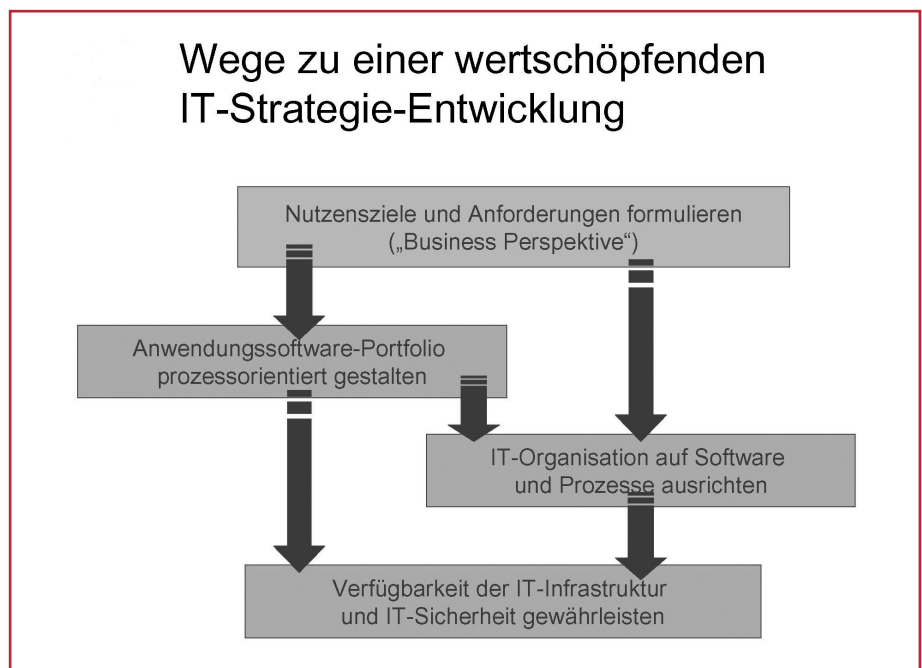 Wege zu einer wertschöpfenden
IT-Strategie-Entwicklung
Nutzensziele und Anforderungen formulieren
(„Business Perspektive“)
Anwendungssoftware-Portfolio
prozessorientiert gestalten
IT-Organisation auf Software
und Prozesse ausrichten
Verfügbarkeit der IT-Infrastruktur
und IT-Sicherheit gewährleisten